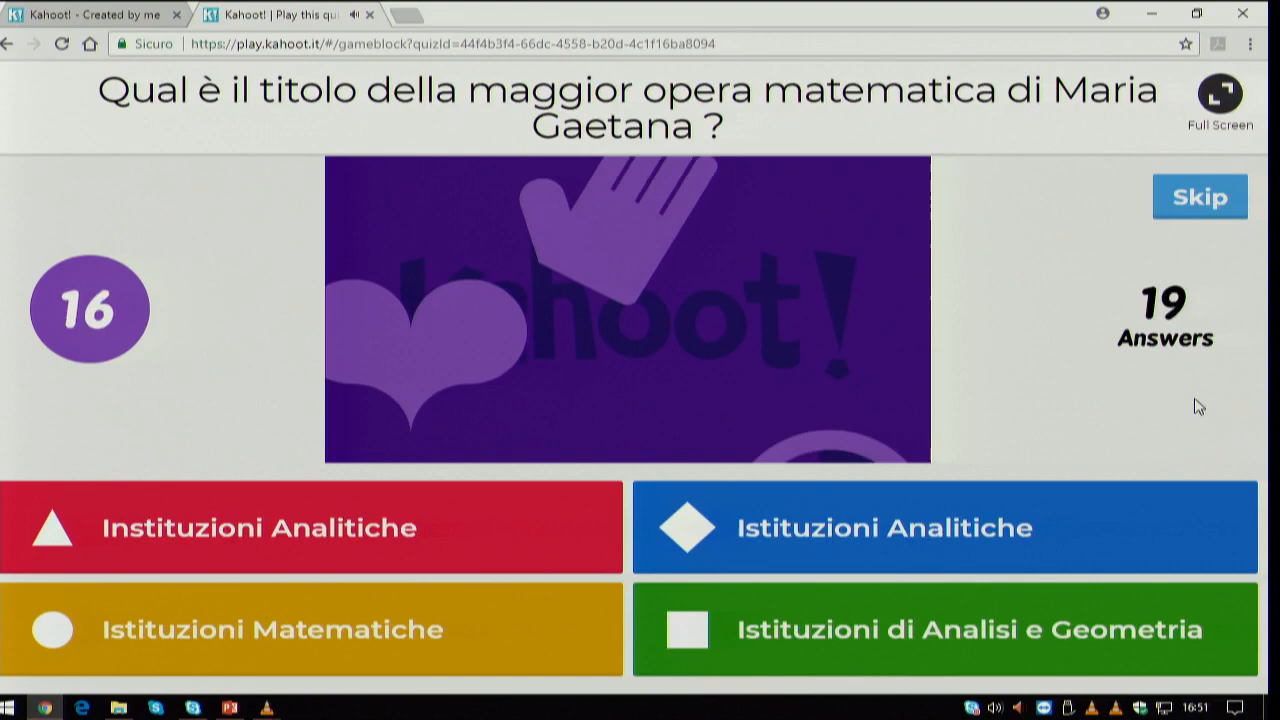 Kahoot! - Created by me
Kahoot! | Play this qui
Sicuro
https://play.kahoot.it/#/gameblock?quizId=44f4b3f4-66dc-4558-b20d-4c1f16ba8094
Qual è il titolo della maggior opera matematica di Maria
Gaetana ?
Full Screen
Skip
16
Kahoot!
19
Answers
Instituzioni Analitiche
Istituzioni Analitiche
Istituzioni Matematiche
Istituzioni di Analisi e Geometria
16:51